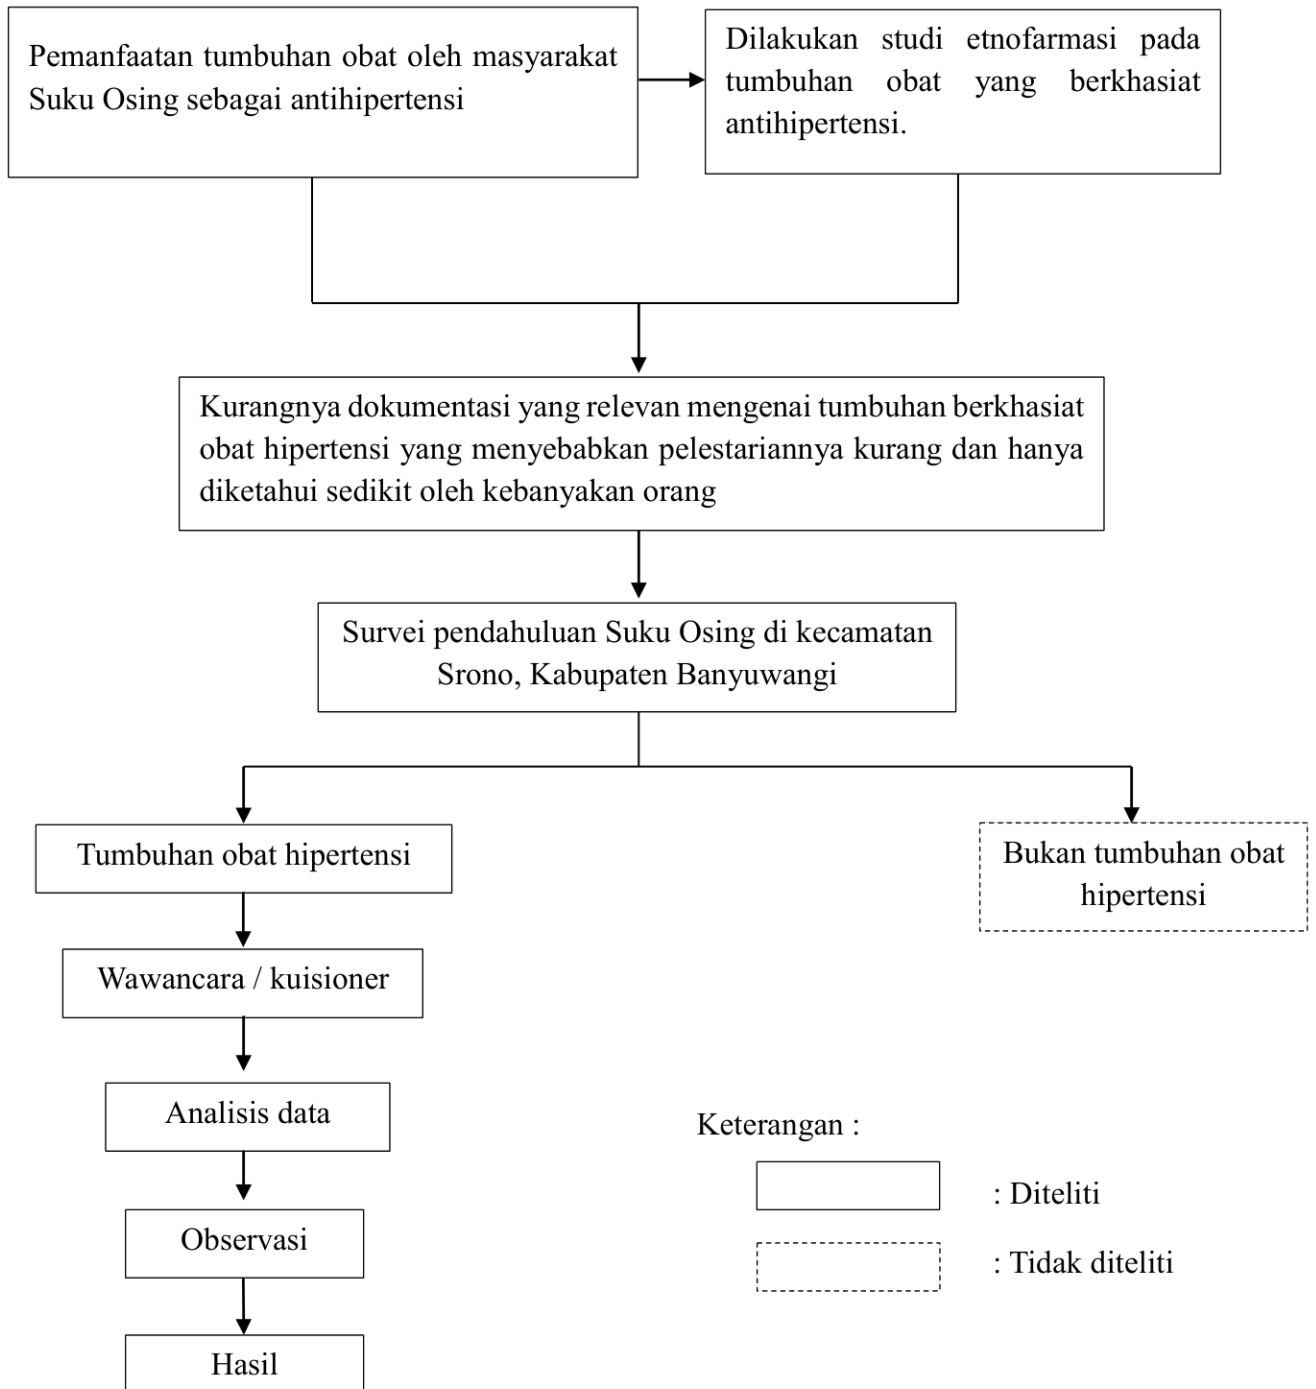 Pemanfaatan tumbuhan obat oleh masyarakat
Suku Osing sebagai antihipertensi
Dilakukan studi etnofarmasi pada
tumbuhan obat yang berkhasiat
antihipertensi.
Kurangnya dokumentasi yang relevan mengenai tumbuhan berkhasiat
obat hipertensi yang menyebabkan pelestariannya kurang dan hanya
diketahui sedikit oleh kebanyakan orang
Survei pendahuluan Suku Osing di kecamatan
Srono, Kabupaten Banyuwangi
Tumbuhan obat hipertensi
Bukan tumbuhan obat
hipertensi
Wawancara / kuisioner
Analisis data
Observasi
Hasil
Keterangan :
: Diteliti
: Tidak diteliti